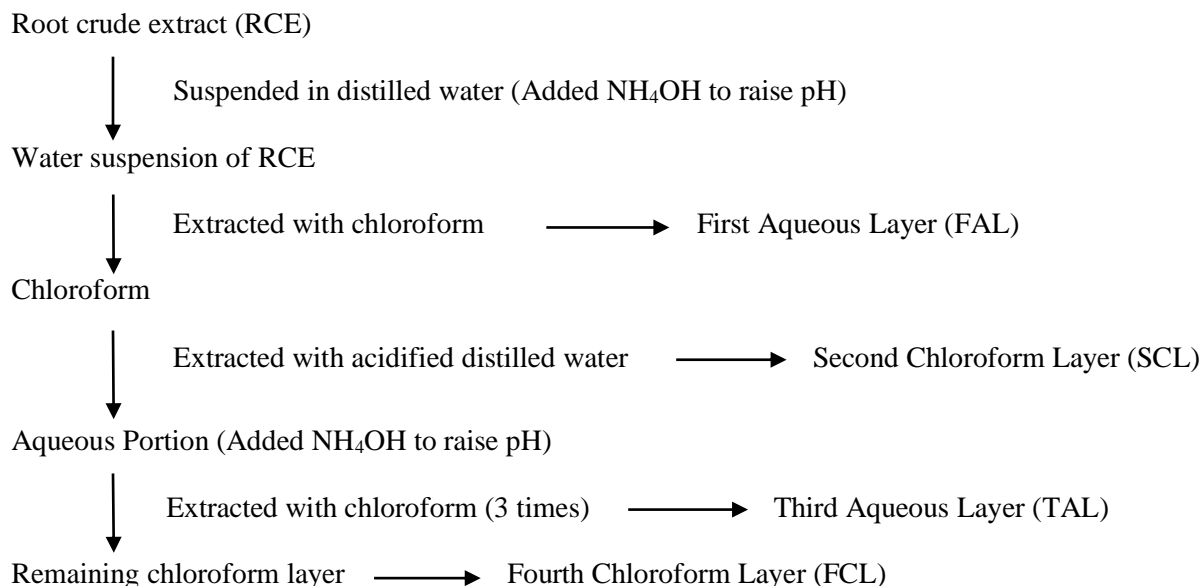 Root crude extract (RCE)
Suspended in distilled water (Added NH₄OH to raise pH)
Water suspension of RCE
Extracted with chloroform First Aqueous Layer (FAL)
Chloroform
Extracted with acidified distilled water Second Chloroform Layer (SCL)
Aqueous Portion (Added NH₄OH to raise pH)
Extracted with chloroform (3 times) Third Aqueous Layer (TAL)
Remaining chloroform layer Fourth Chloroform Layer (FCL)